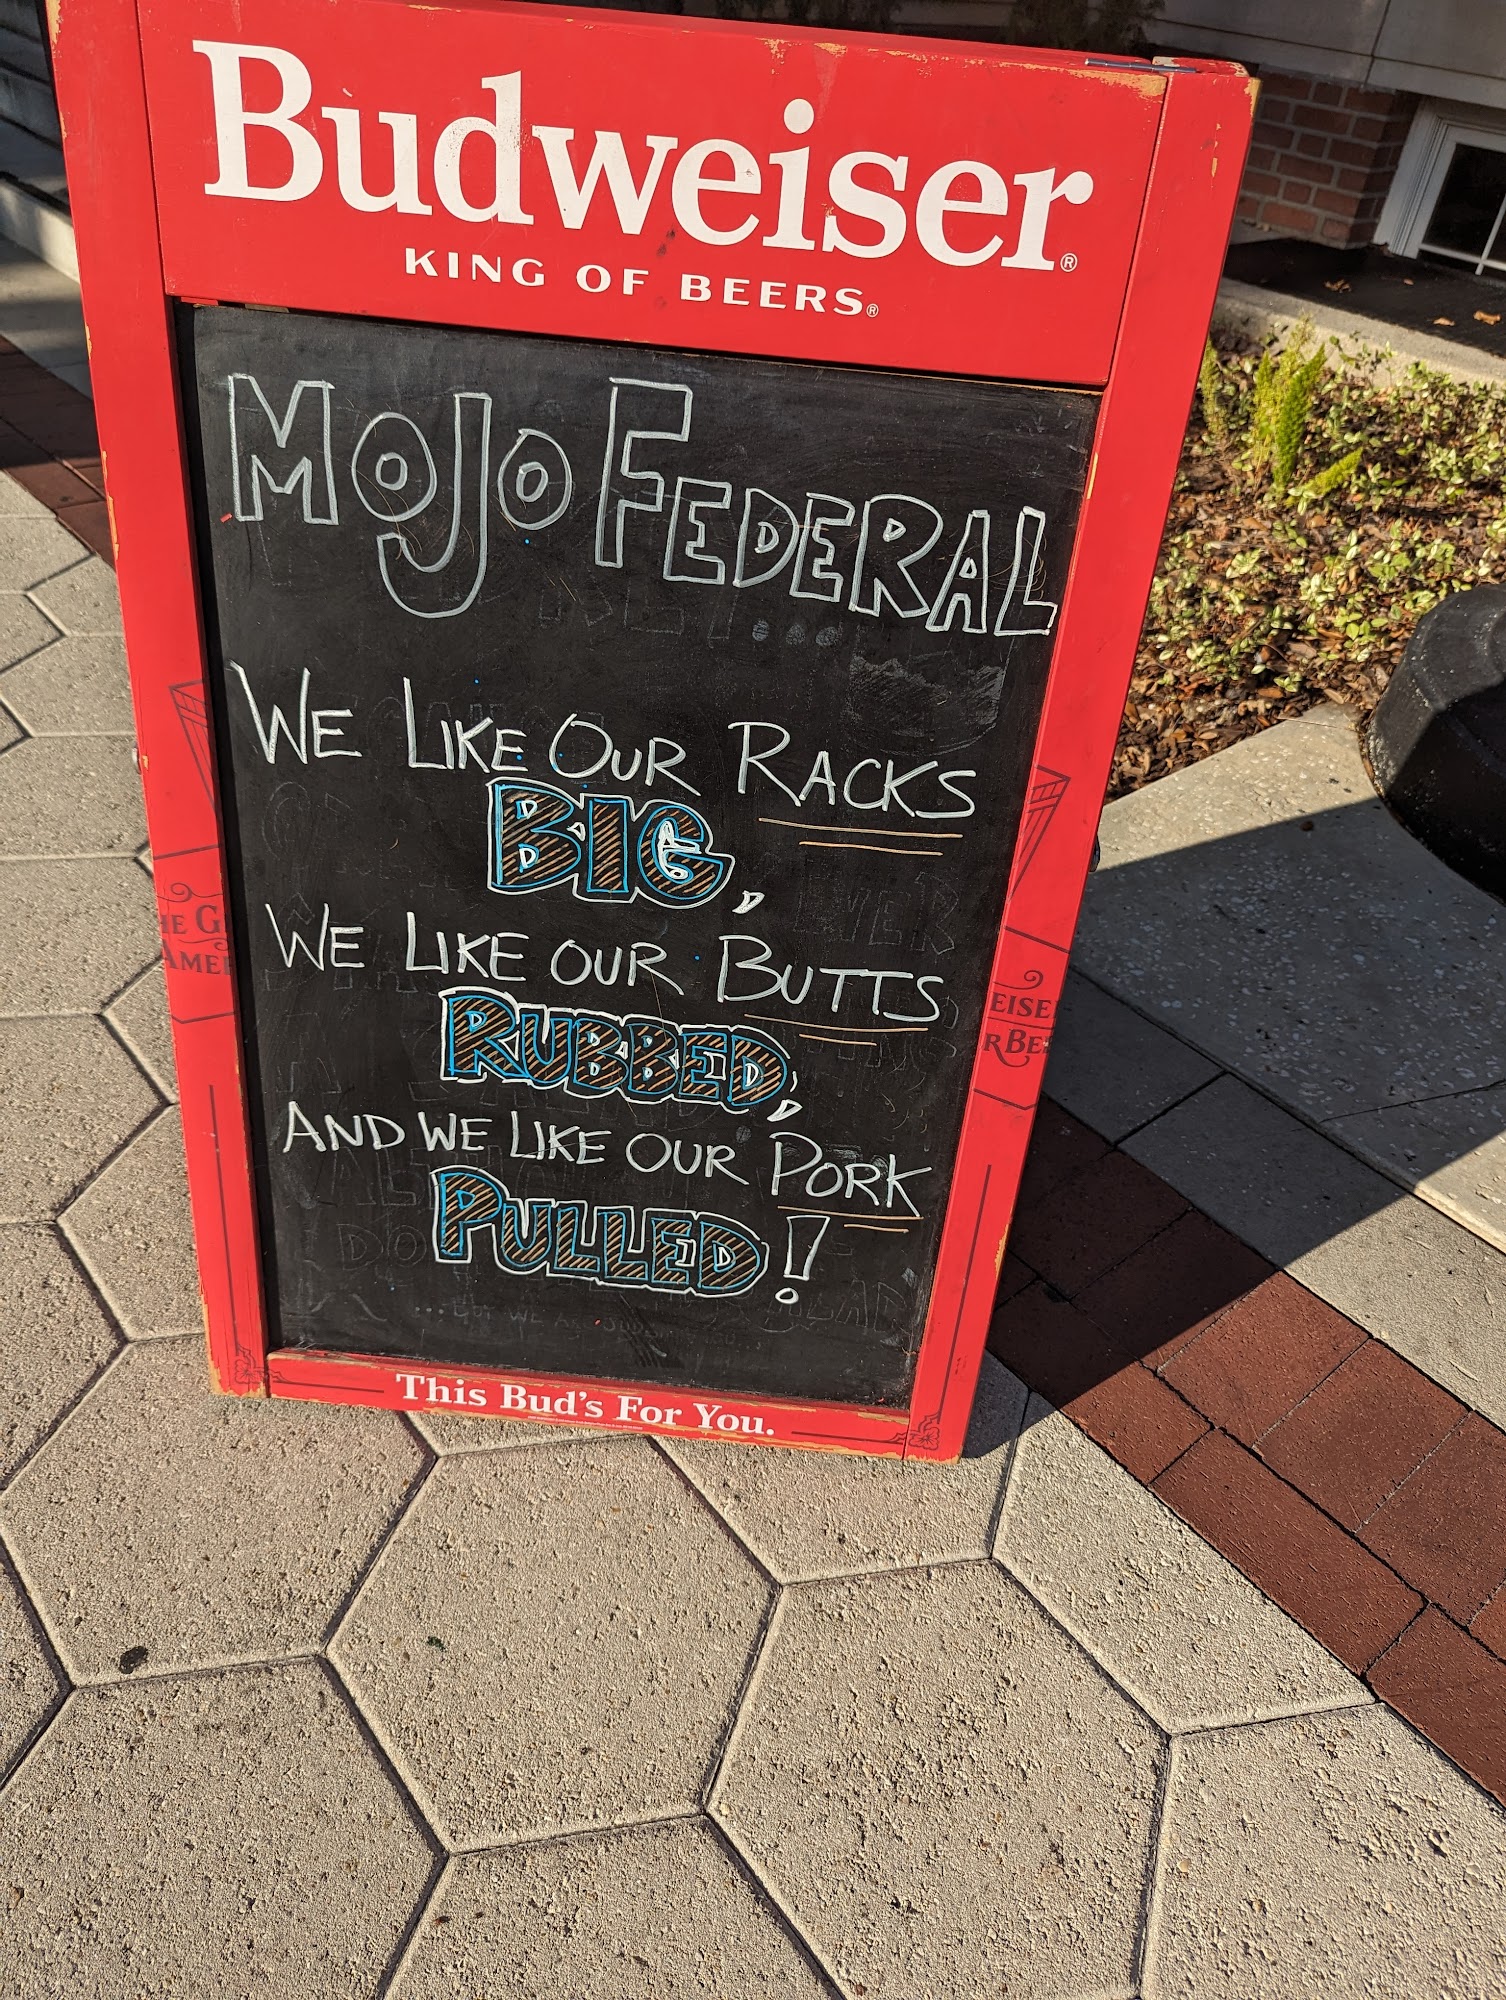 Budweiser®
KING OF BEERS®
MOJO FEDERAL
WE LIKE OUR RACKS
BIG,
WE LIKE OUR BUTTS
RUBBED,
AND WE LIKE OUR PORK
PULLED!
This Bud's For You.